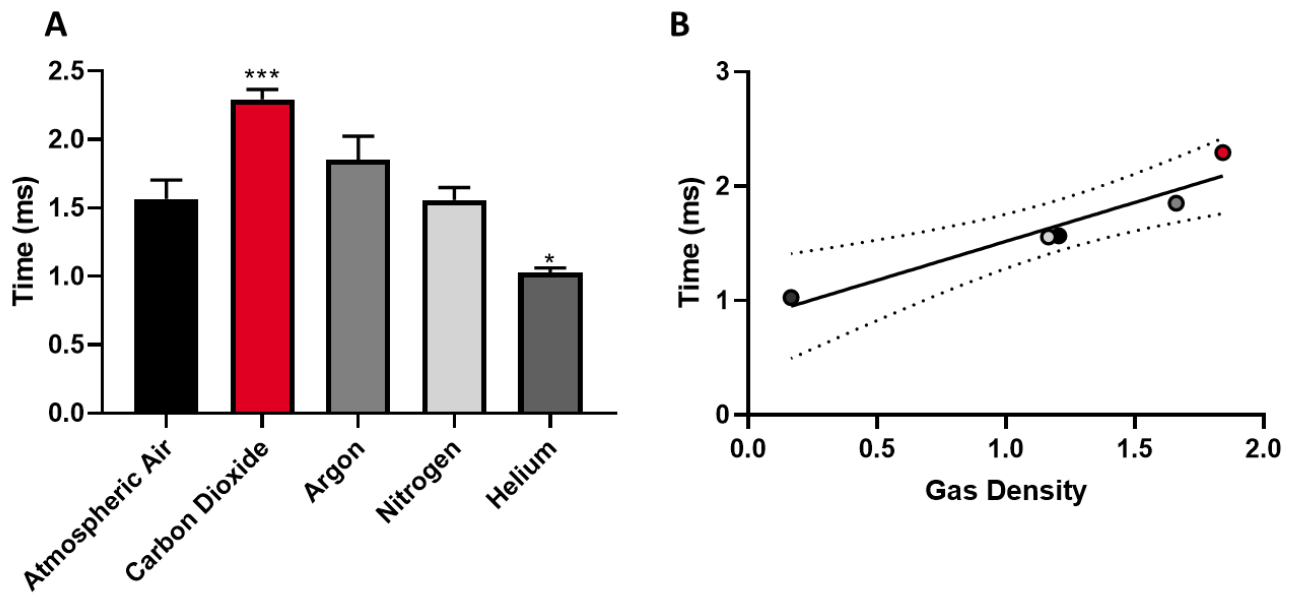 A
Time (ms)
2.5
2.0
1.5
1.0
0.5
0.0
***
*
Atmospheric Air
Carbon Dioxide
Argon
Nitrogen
Helium
B
Time (ms)
3
2
1
0
0.0 0.5 1.0 1.5 2.0
Gas Density